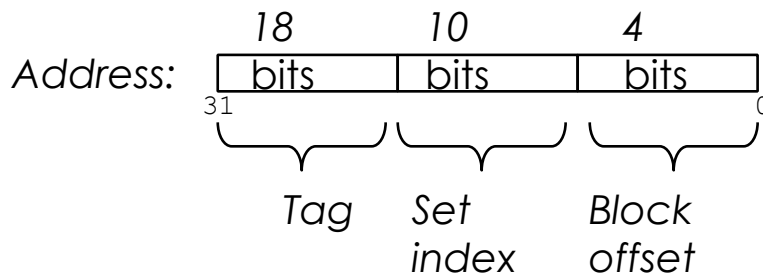 18 10 4
Address: bits bits bits
31 0
Tag Set Block
index offset